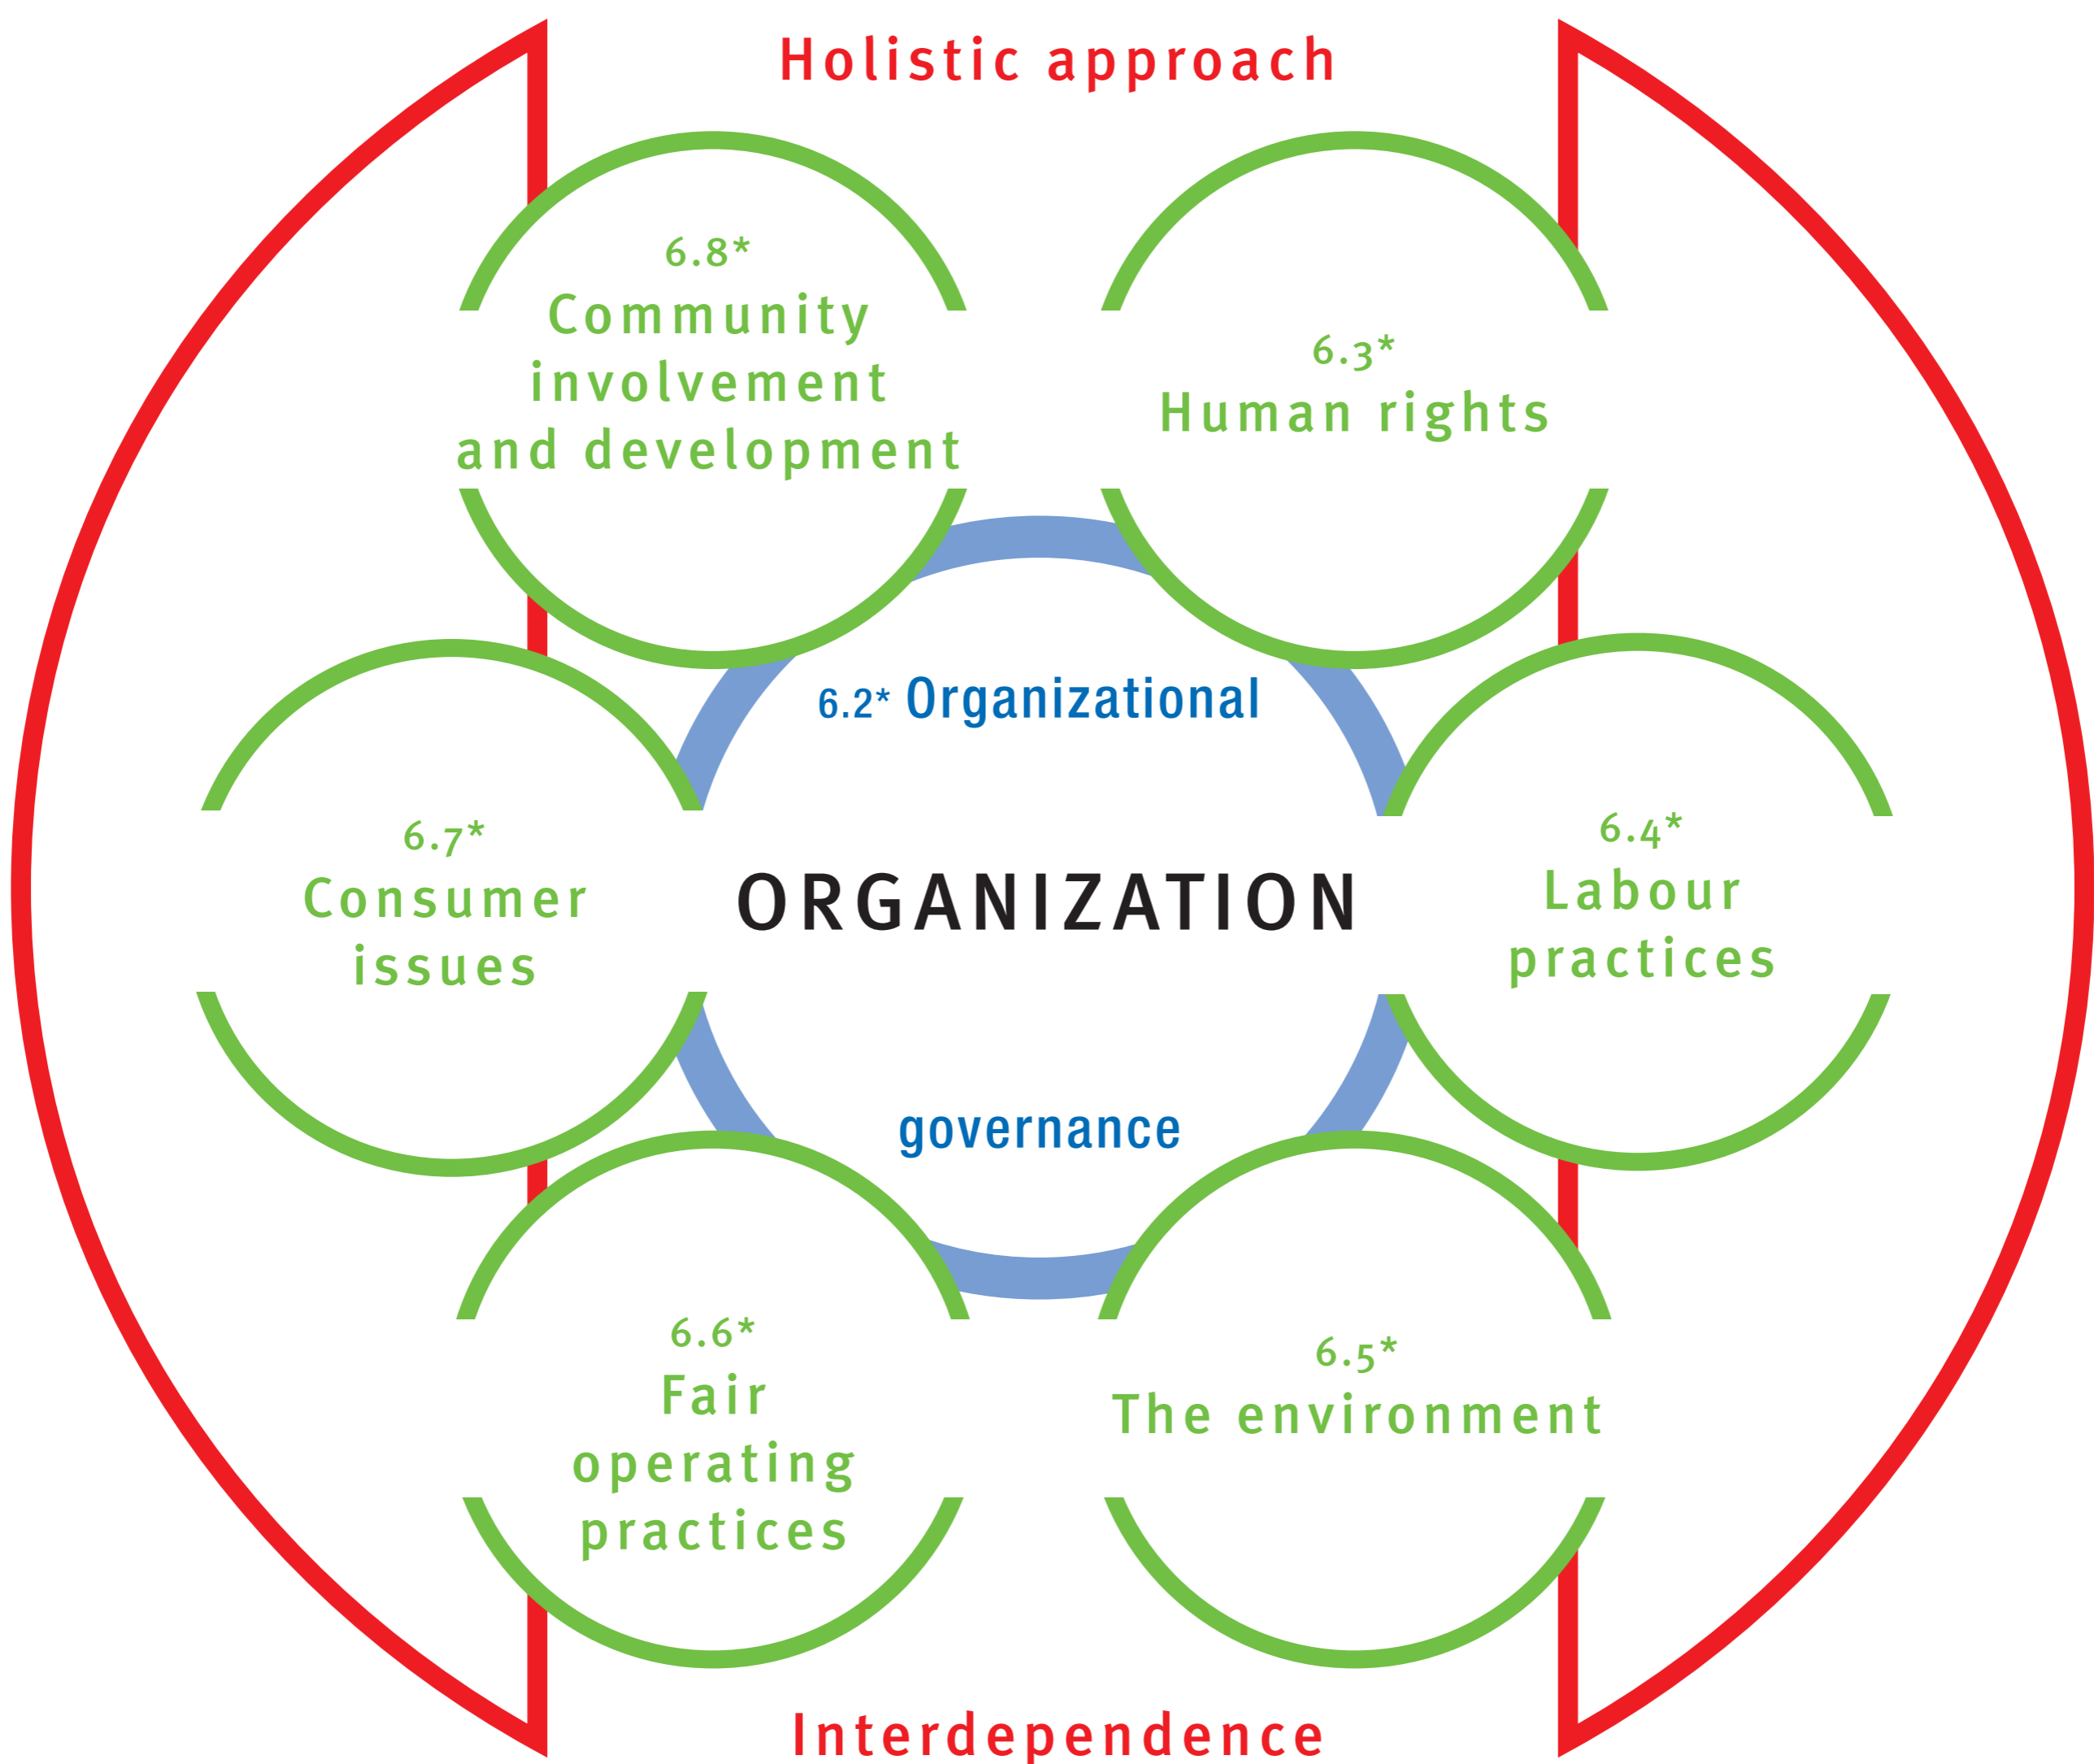 Holistic approach
6.8*
Community
involvement
and development
6.3*
Human rights
6.2* Organizational
6.7*
Consumer
issues
ORGANIZATION
6.4*
Labour
practices
governance
6.6*
Fair
operating
practices
6.5*
The environment
Interdependence